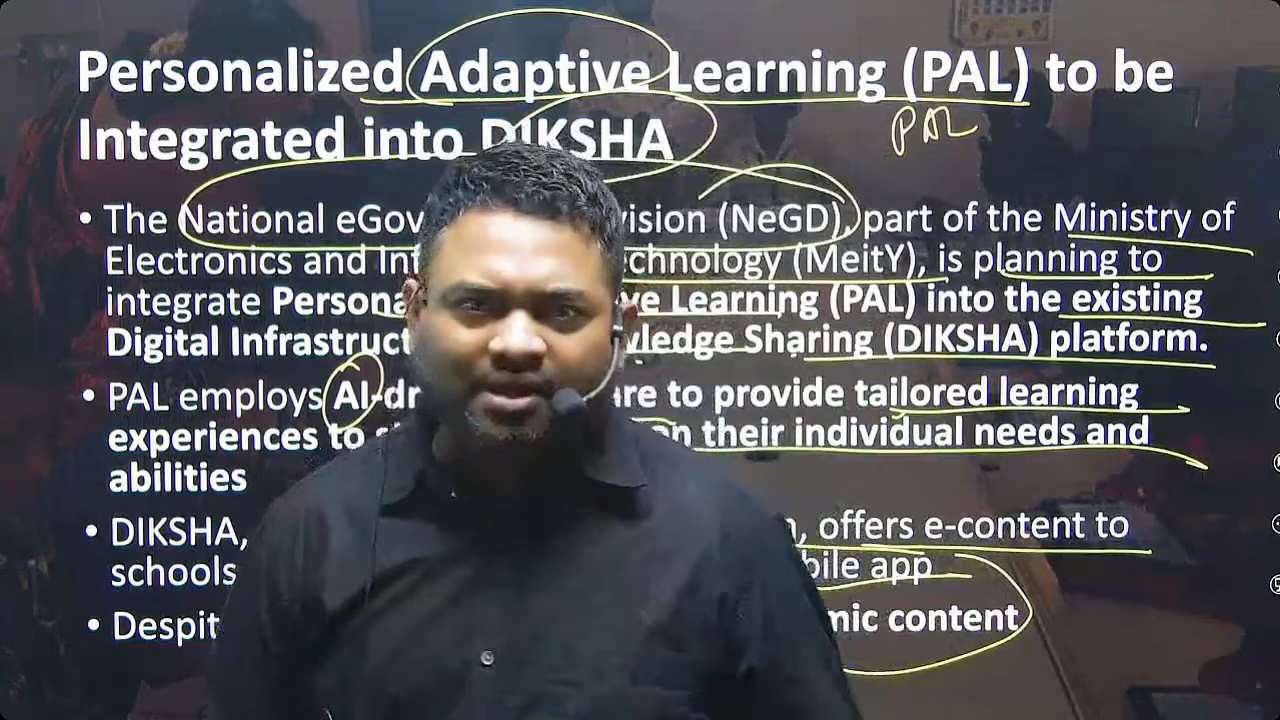 Personalized Adaptive Learning (PAL) to be
Integrated into DIKSHA
PAL
• The National eGov vision (NeGD), part of the Ministry of
Electronics and Inf chnology (MeitY), is planning to
integrate Persona ve Learning (PAL) into the existing
Digital Infrastruct wledge Sharing (DIKSHA) platform.
• PAL employs AI-dr are to provide tailored learning
experiences to on their individual needs and
abilities
• DIKSHA, offers e-content to
schools bile app
• Despit mic content